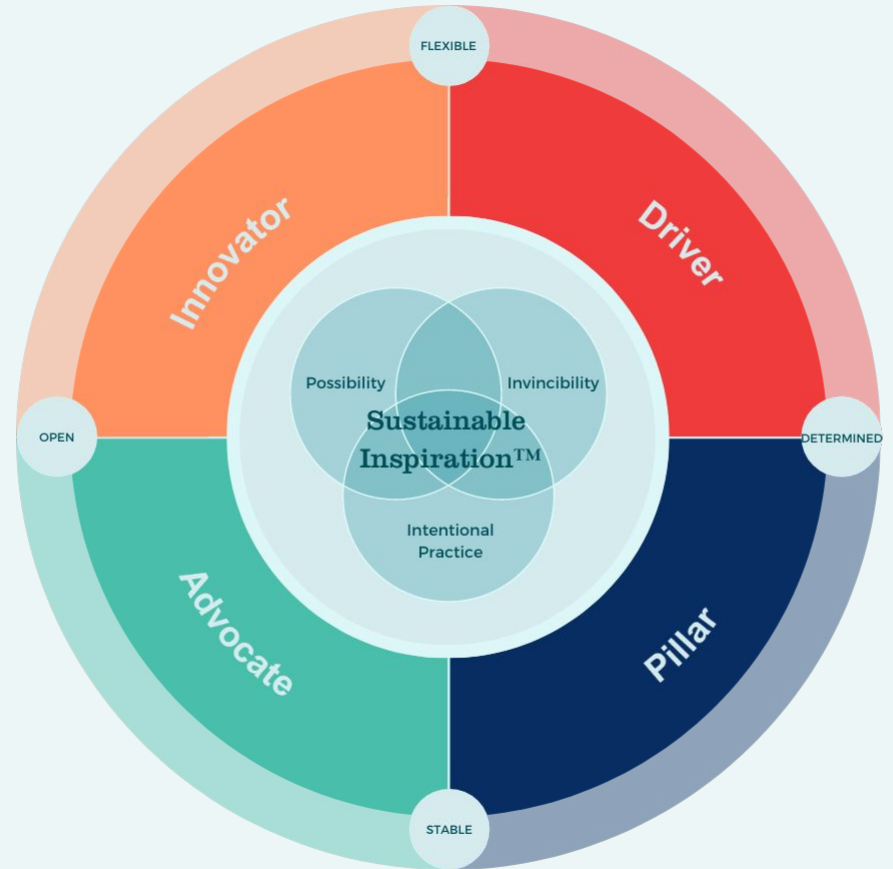 FLEXIBLE
Innovator
Driver
Possibility
Invincibility
Sustainable
Inspiration™
OPEN
DETERMINED
Intentional
Practice
Advocate
Pillar
STABLE